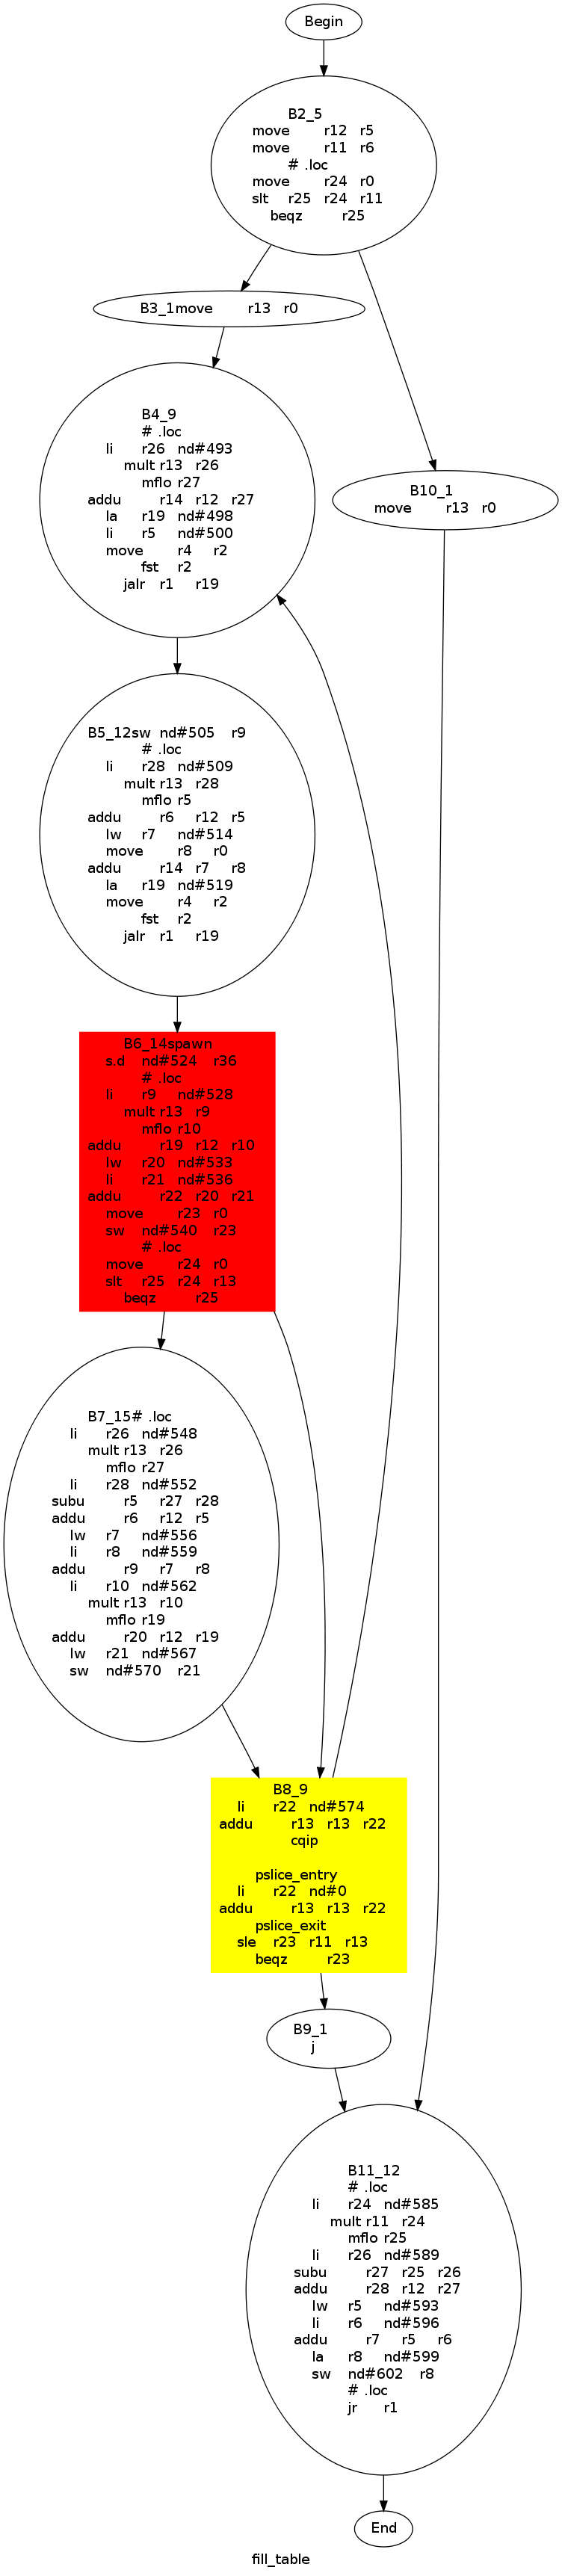 Begin
B2_5
move r12 r5
move r11 r6
# .loc
move r24 r0
slt r25 r24 r11
beqz r25
B3_1move r13 r0
B4_9
# .loc
li r26 nd#493
mult r13 r26
mflo r27
addu r14 r12 r27
la r19 nd#498
li r5 nd#500
move r4 r2
fst r2
jalr r1 r19
B10_1
move r13 r0
B5_12sw nd#505 r9
# .loc
li r28 nd#509
mult r13 r28
mflo r5
addu r6 r12 r5
lw r7 nd#514
move r8 r0
addu r14 r7 r8
la r19 nd#519
move r4 r2
fst r2
jalr r1 r19
B6_14spawn
s.d nd#524 r36
# .loc
li r9 nd#528
mult r13 r9
mflo r10
addu r19 r12 r10
lw r20 nd#533
li r21 nd#536
addu r22 r20 r21
move r23 r0
sw nd#540 r23
# .loc
move r24 r0
slt r25 r24 r13
beqz r25
B7_15# .loc
li r26 nd#548
mult r13 r26
mflo r27
li r28 nd#552
subu r5 r27 r28
addu r6 r12 r5
lw r7 nd#556
li r8 nd#559
addu r9 r7 r8
li r10 nd#562
mult r13 r10
mflo r19
addu r20 r12 r19
lw r21 nd#567
sw nd#570 r21
B8_9
li r22 nd#574
addu r13 r13 r22
cqip
pslice_entry
li r22 nd#0
addu r13 r13 r22
pslice_exit
sle r23 r11 r13
beqz r23
B9_1
j
B11_12
# .loc
li r24 nd#585
mult r11 r24
mflo r25
li r26 nd#589
subu r27 r25 r26
addu r28 r12 r27
lw r5 nd#593
li r6 nd#596
addu r7 r5 r6
la r8 nd#599
sw nd#602 r8
# .loc
jr r1
End
fill_table